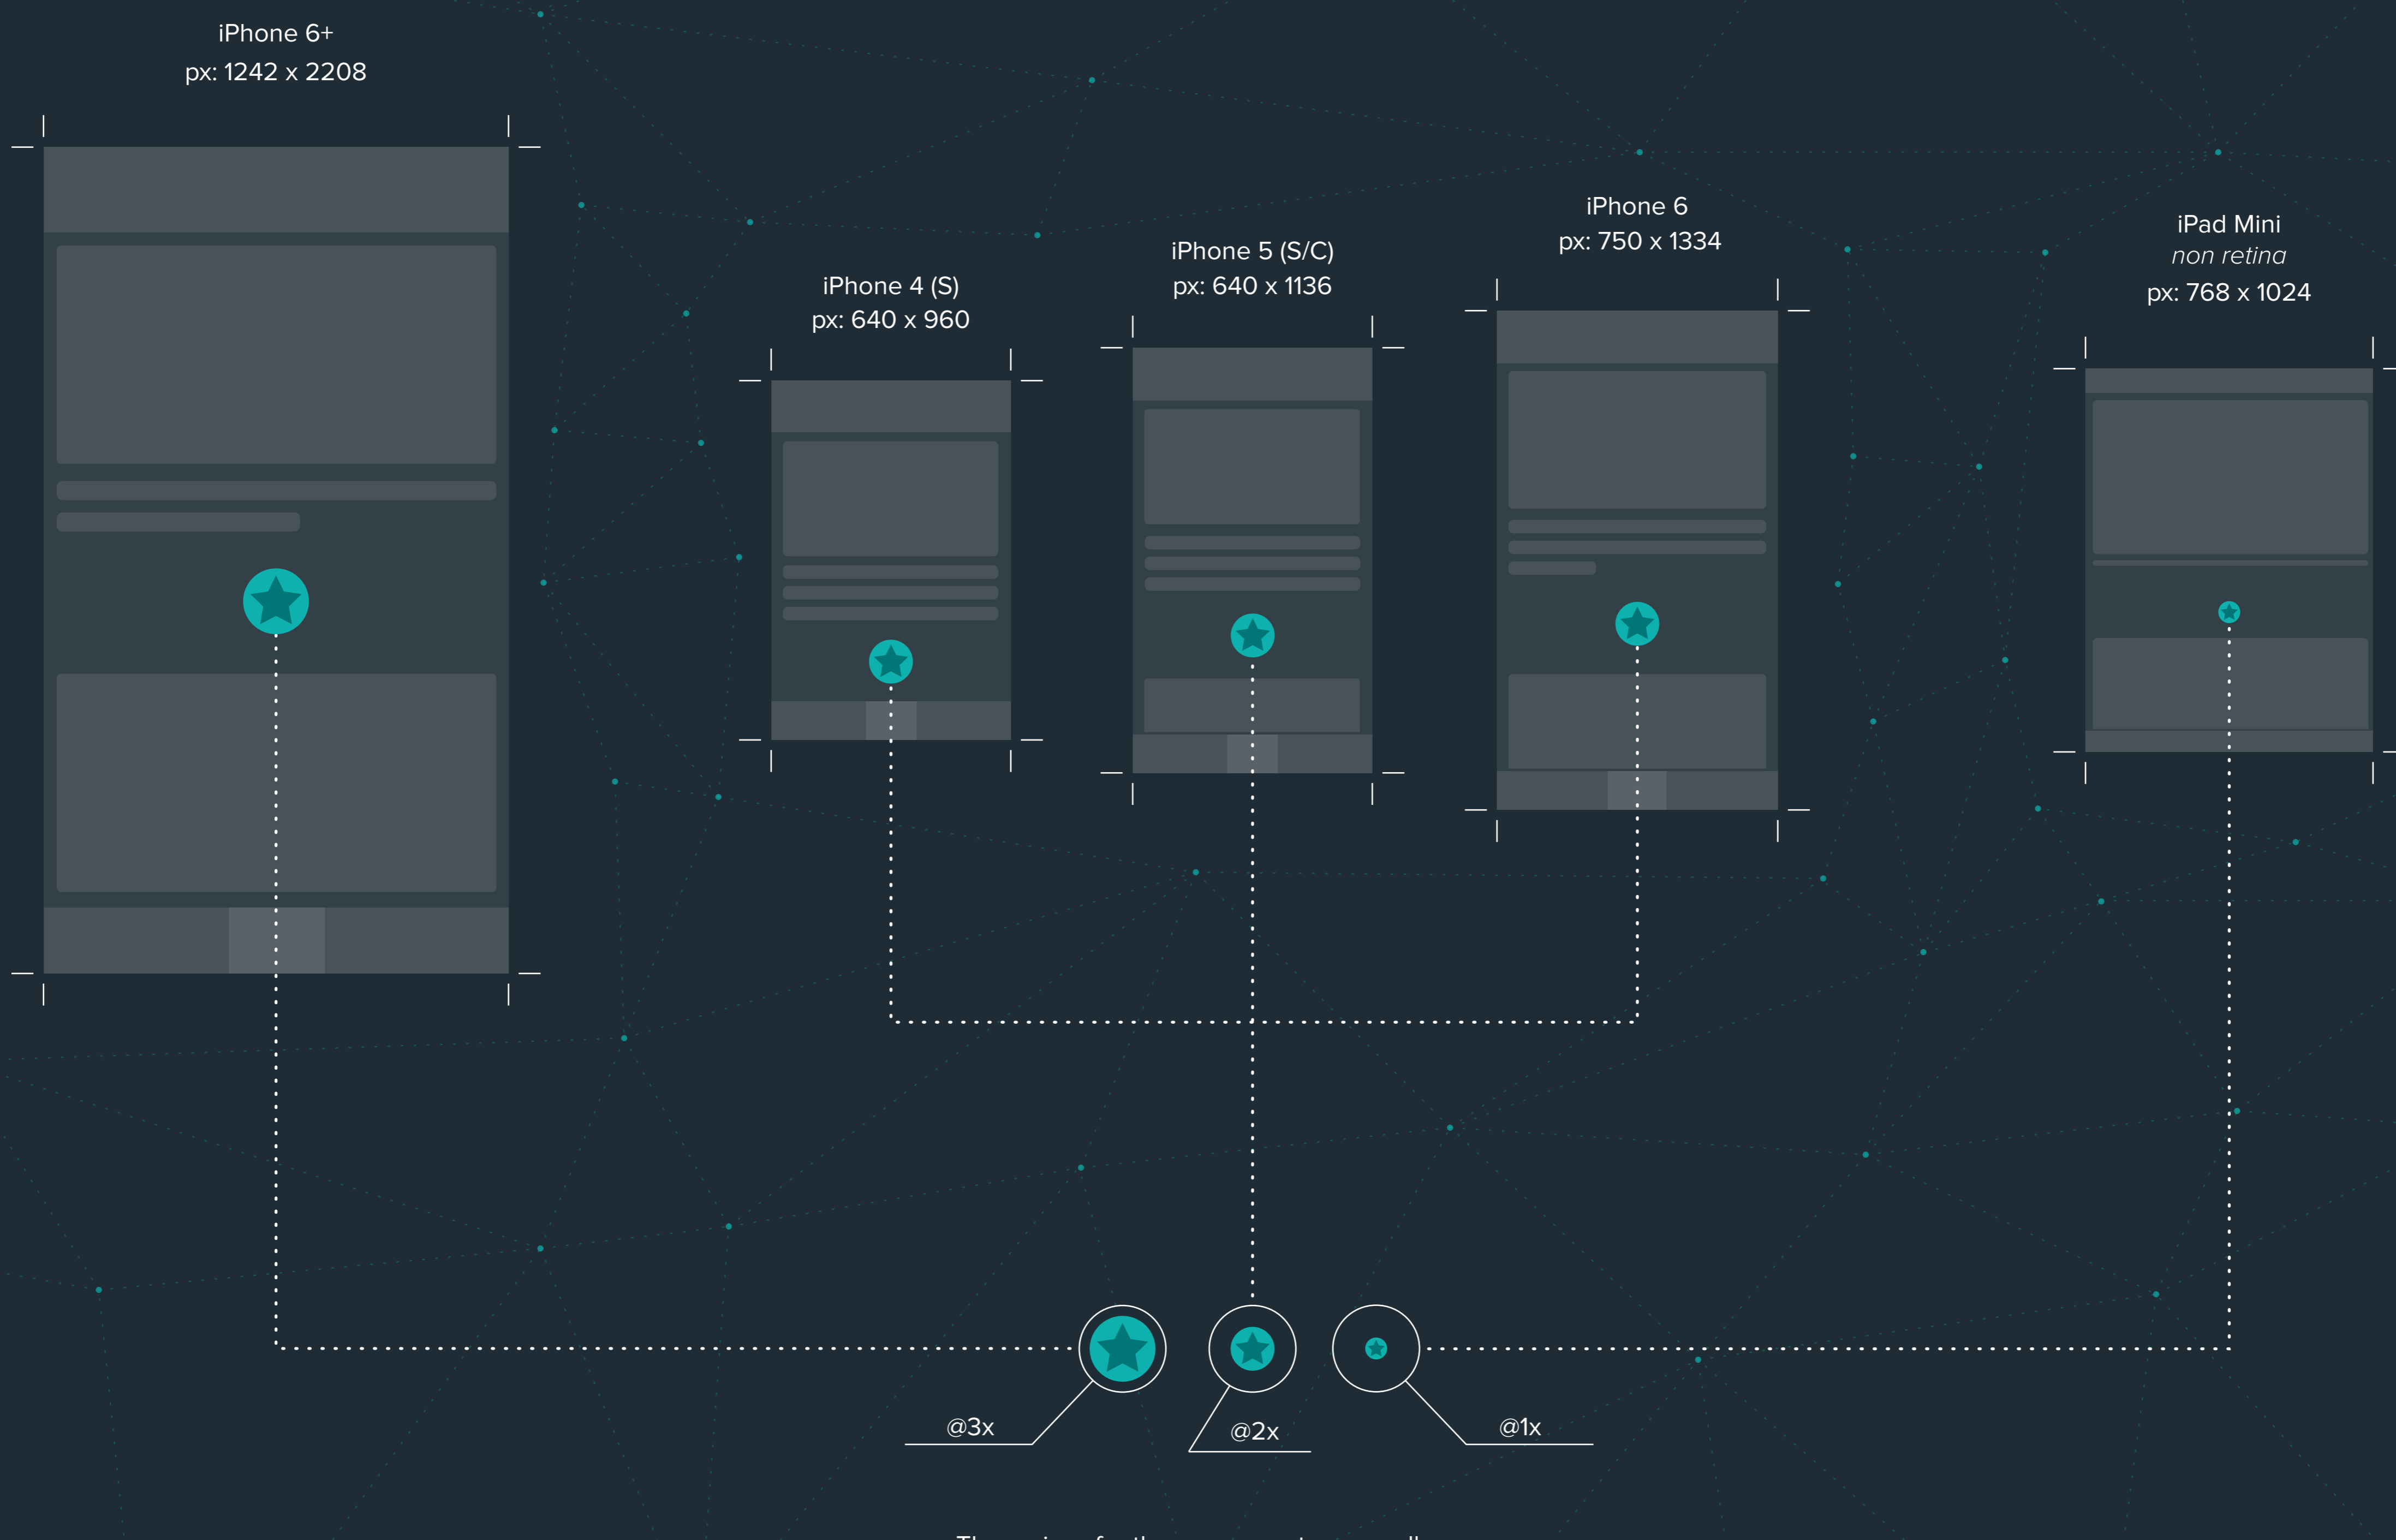 iPhone 6+
px: 1242 x 2208
iPhone 4 (S)
px: 640 x 960
iPhone 5 (S/C)
px: 640 x 1136
iPhone 6
px: 750 x 1334
iPad Mini
non retina
px: 768 x 1024
@3x
@2x
@1x